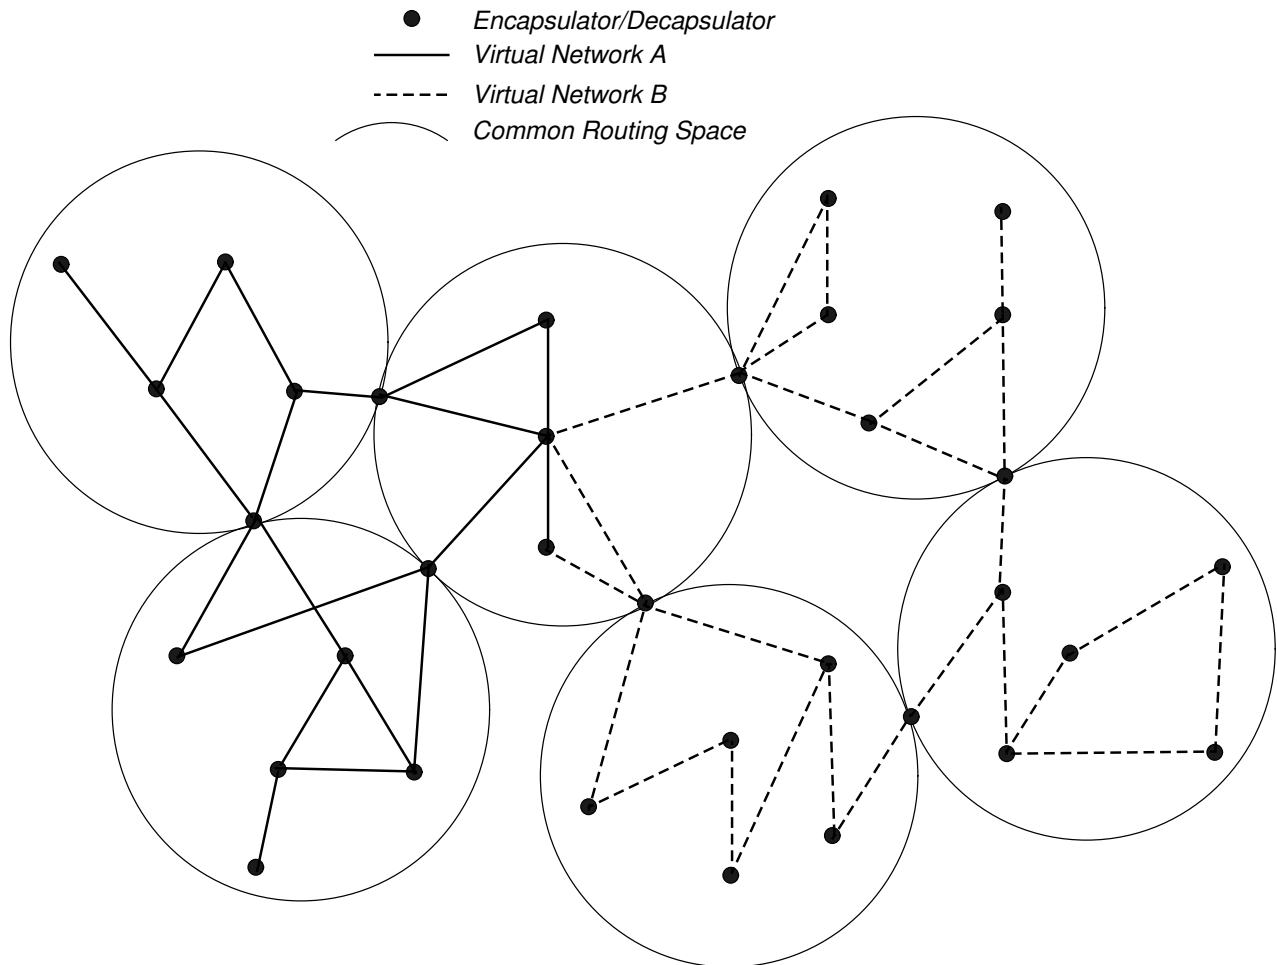 Encapsulator/Decapsulator
Virtual Network A
Virtual Network B
Common Routing Space